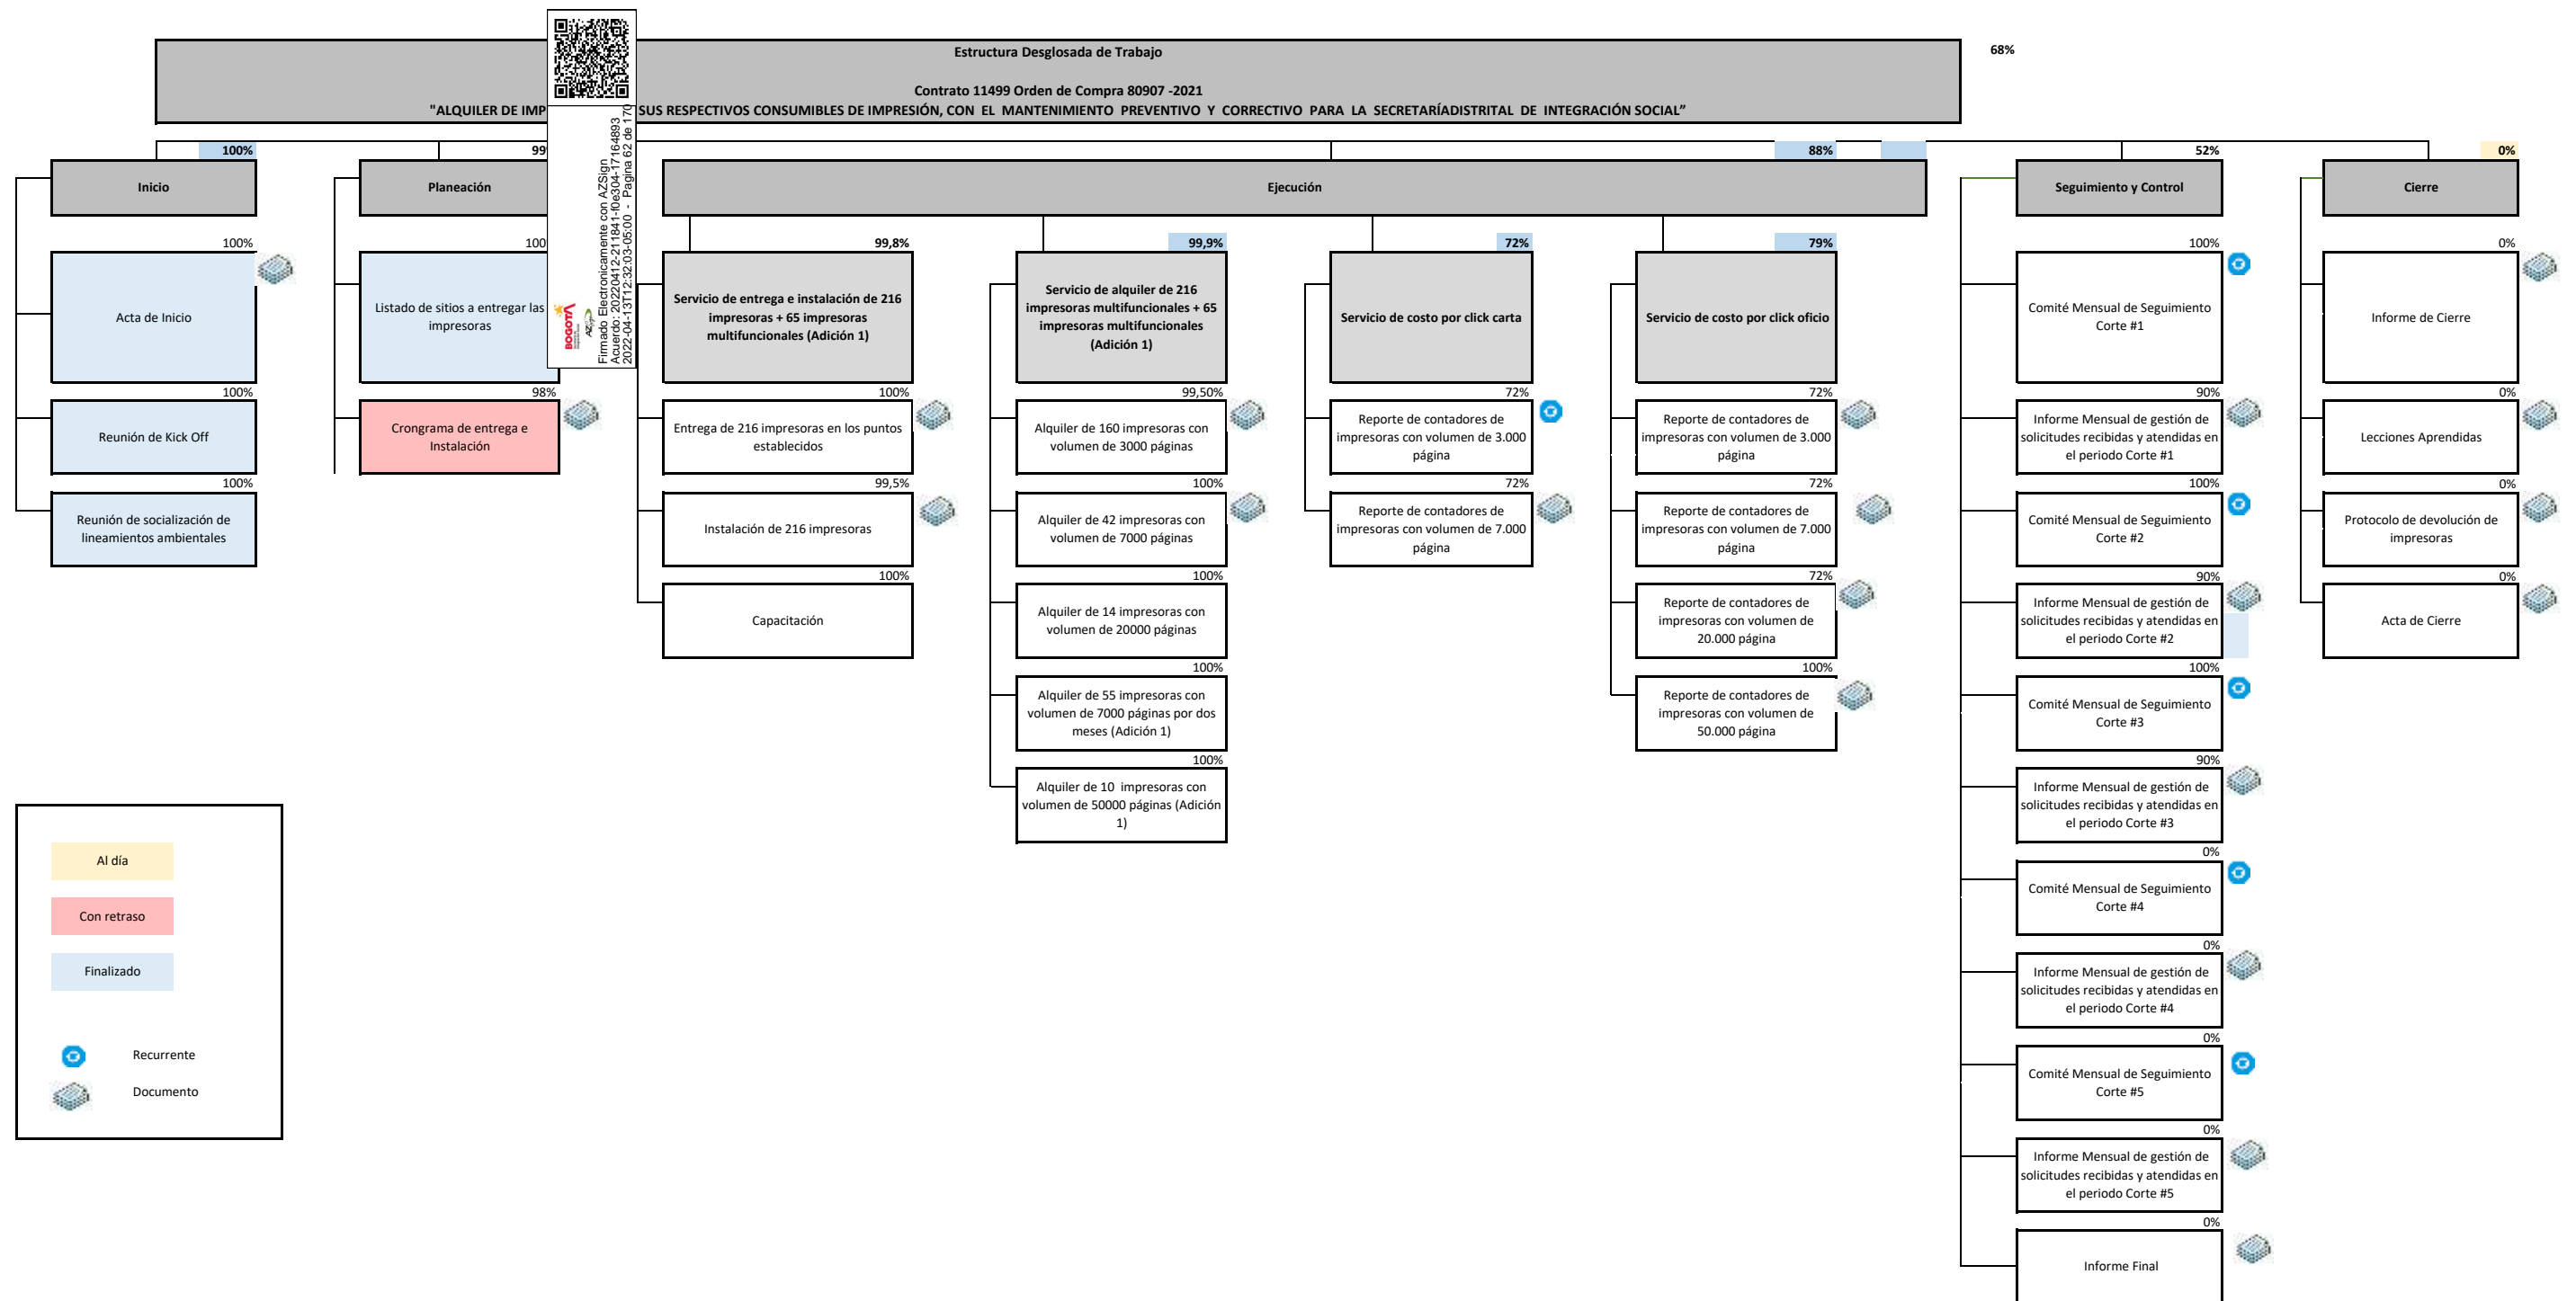 Estructura Desglosada de Trabajo
68%
Contrato 11499 Orden de Compra 80907 -2021
"ALQUILER DE IMP
SUS RESPECTIVOS CONSUMIBLES DE IMPRESIÓN, CON EL MANTENIMIENTO PREVENTIVO Y CORRECTIVO PARA LA SECRETARÍADISTRITAL DE INTEGRACIÓN SOCIAL”
BOGOTA
Firmado Electronicamente con AZSign
Acuerdo: 20220412-211841-f0e304-17164893
2022-04-13T12:32:03-05:00 - Pagina 62 de 170
100%
Inicio
100%
Acta de Inicio
100%
Reunión de Kick Off
100%
Reunión de socialización de
lineamientos ambientales
99
Planeación
100
Listado de sitios a entregar las
impresoras
98%
Crongrama de entrega e
Instalación
88%
Ejecución
99,8%
Servicio de entrega e instalación de 216
impresoras + 65 impresoras
multifuncionales (Adición 1)
100%
Entrega de 216 impresoras en los puntos
establecidos
99,5%
Instalación de 216 impresoras
100%
Capacitación
99,9%
Servicio de alquiler de 216
impresoras multifuncionales + 65
impresoras multifuncionales
(Adición 1)
99,50%
Alquiler de 160 impresoras con
volumen de 3000 páginas
100%
Alquiler de 42 impresoras con
volumen de 7000 páginas
100%
Alquiler de 14 impresoras con
volumen de 20000 páginas
100%
Alquiler de 55 impresoras con
volumen de 7000 páginas por dos
meses (Adición 1)
100%
Alquiler de 10 impresoras con
volumen de 50000 páginas (Adición
1)
72%
Servicio de costo por click carta
72%
Reporte de contadores de
impresoras con volumen de 3.000
página
72%
Reporte de contadores de
impresoras con volumen de 7.000
página
79%
Servicio de costo por click oficio
72%
Reporte de contadores de
impresoras con volumen de 3.000
página
72%
Reporte de contadores de
impresoras con volumen de 7.000
página
72%
Reporte de contadores de
impresoras con volumen de
20.000 página
100%
Reporte de contadores de
impresoras con volumen de
50.000 página
52%
Seguimiento y Control
100%
Comité Mensual de Seguimiento
Corte #1
90%
Informe Mensual de gestión de
solicitudes recibidas y atendidas en
el periodo Corte #1
100%
Comité Mensual de Seguimiento
Corte #2
90%
Informe Mensual de gestión de
solicitudes recibidas y atendidas en
el periodo Corte #2
100%
Comité Mensual de Seguimiento
Corte #3
90%
Informe Mensual de gestión de
solicitudes recibidas y atendidas en
el periodo Corte #3
0%
Comité Mensual de Seguimiento
Corte #4
0%
Informe Mensual de gestión de
solicitudes recibidas y atendidas en
el periodo Corte #4
0%
Comité Mensual de Seguimiento
Corte #5
0%
Informe Mensual de gestión de
solicitudes recibidas y atendidas en
el periodo Corte #5
0%
Informe Final
0%
Cierre
0%
Informe de Cierre
0%
Lecciones Aprendidas
0%
Protocolo de devolución de
impresoras
0%
Acta de Cierre
Al día
Con retraso
Finalizado
Recurrente
Documento